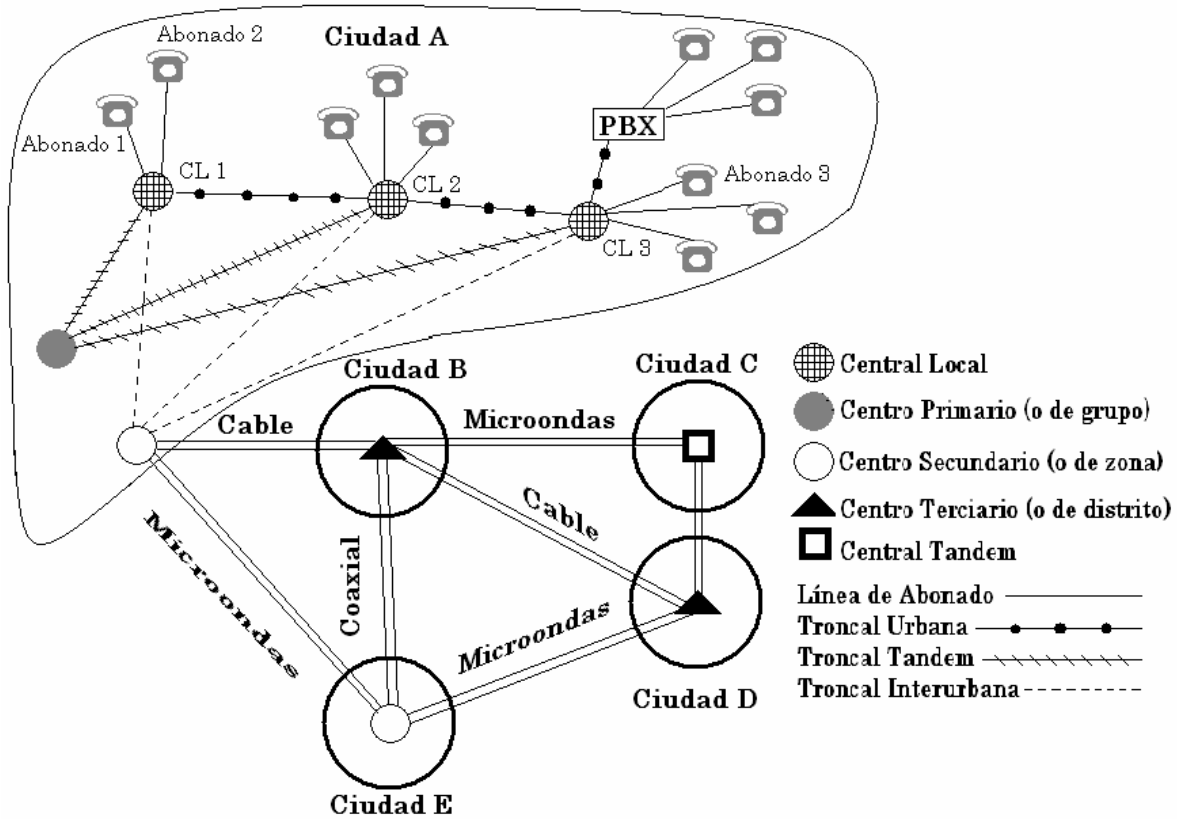 Abonado 2
Ciudad A
Abonado 1
PBX
CL 1
CL 2
Abonado 3
CL 3
Ciudad B
Ciudad C
Cable
Microondas
Cable
Microondas
Coaxial
Microondas
Ciudad D
Ciudad E
Central Local
Centro Primario (o de grupo)
Centro Secundario (o de zona)
Centro Terciario (o de distrito)
Central Tandem
Línea de Abonado
Troncal Urbana
Troncal Tandem
Troncal Interurbana